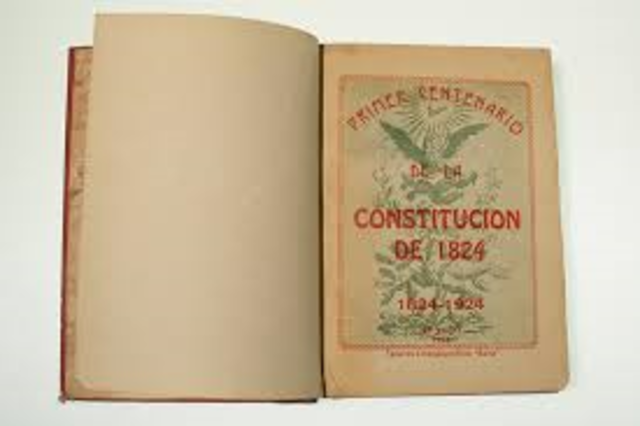 PRIMER CENTENARIO
DE LA
CONSTITUCION
DE 1824
1824-1924